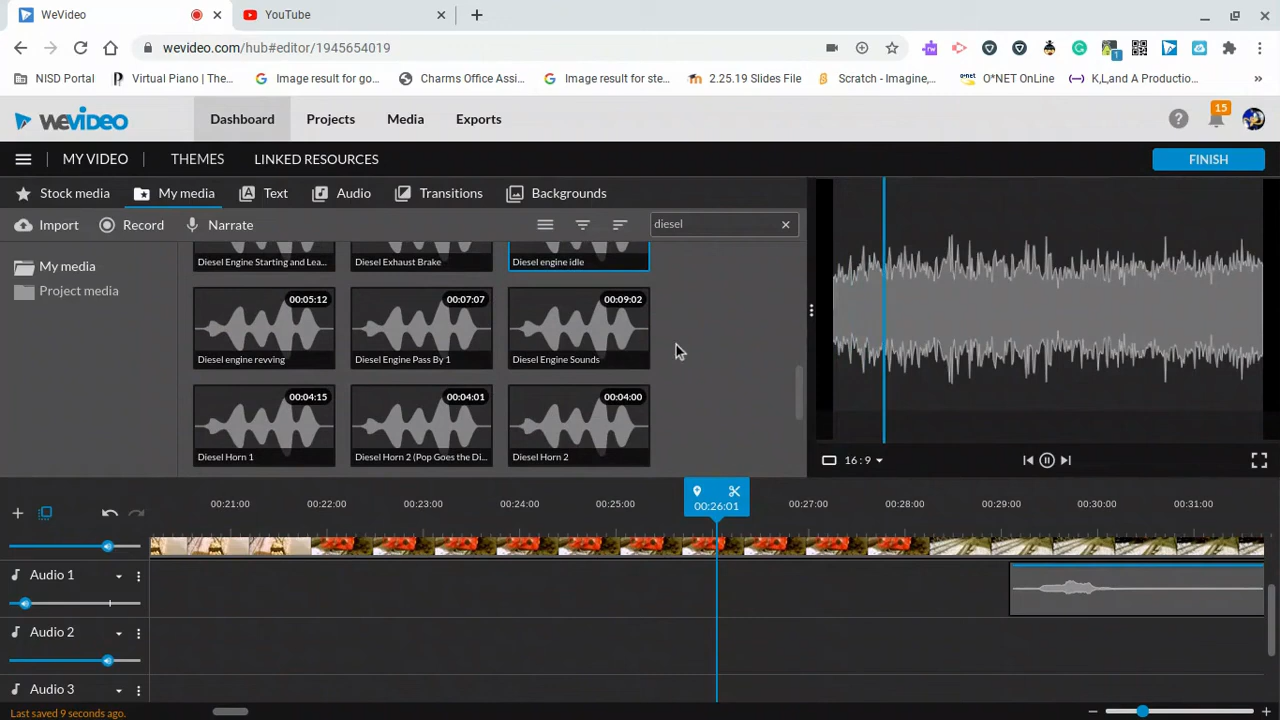 WeVideo
YouTube
wevideo.com/hub#editor/1945654019
1
NISD Portal
Virtual Piano | The...
Image result for go...
Charms Office Assi...
Image result for ste...
2.25.19 Slides File
Scratch - Imagine,...
O*NET OnLine
K,L and A Productio...
»
wevideo
Dashboard
Projects
Media
Exports
15
MY VIDEO
THEMES
LINKED RESOURCES
FINISH
Stock media
My media
Text
Audio
Transitions
Backgrounds
Import
Record
Narrate
diesel
My media
Project media
Diesel Engine Starting and Lea...
Diesel Exhaust Brake
Diesel engine idle
00:05:12
00:07:07
00:09:02
Diesel engine revving
Diesel Engine Pass By 1
Diesel Engine Sounds
00:04:15
00:04:01
00:04:00
Diesel Horn 1
Diesel Horn 2 (Pop Goes the Di...
Diesel Horn 2
16:9
00:21:00
00:22:00
00:23:00
00:24:00
00:25:00
00:26:01
00:27:00
00:28:00
00:29:00
00:30:00
00:31:00
Audio 1
Audio 2
Audio 3
Last saved 9 seconds ago.